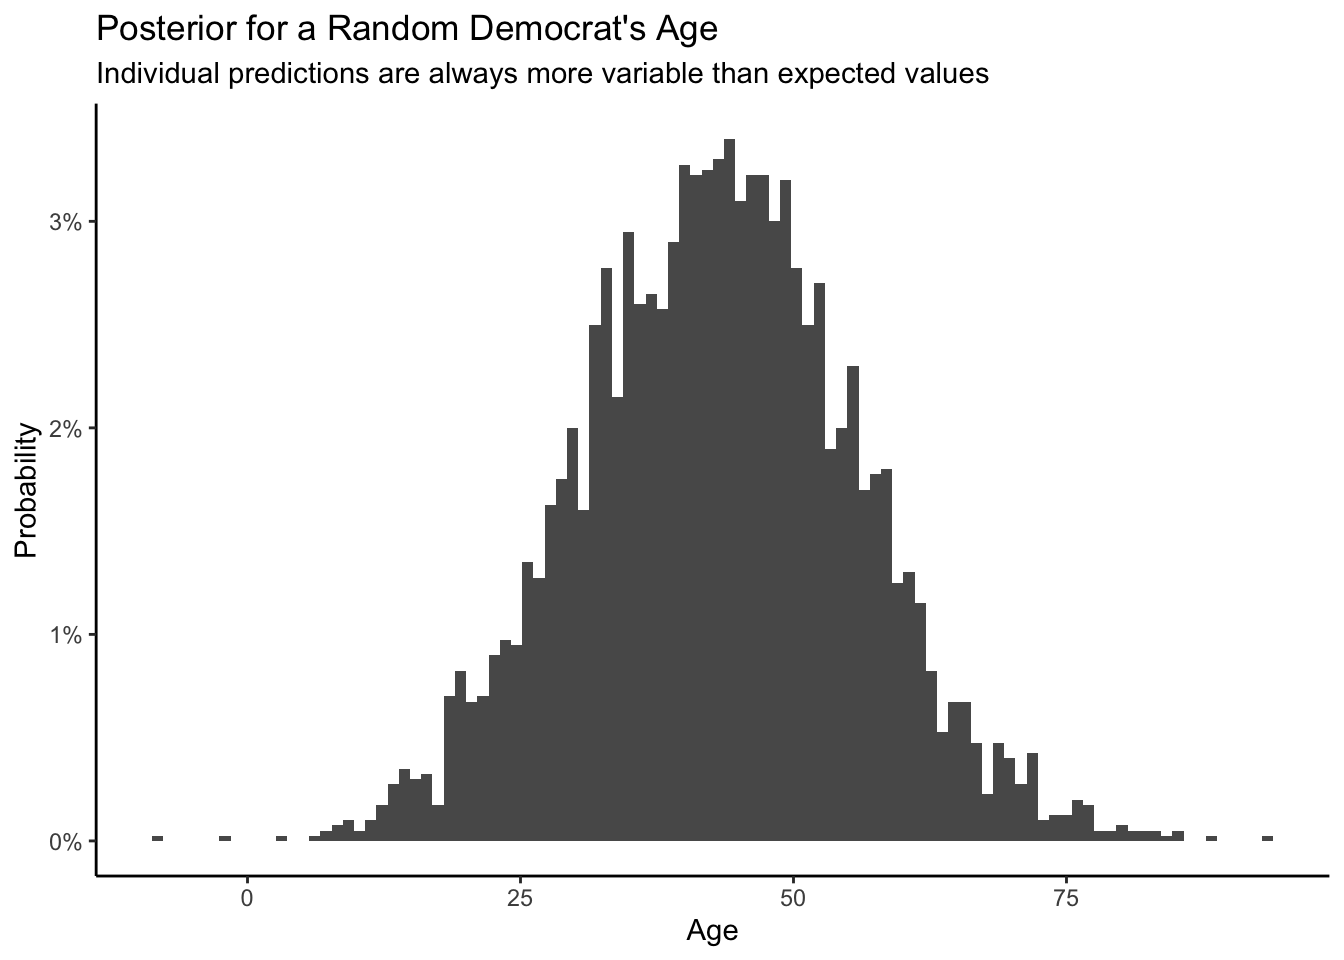 Posterior for a Random Democrat's Age
Individual predictions are always more variable than expected values
3%
2%
1%
0%
Probability
0 25 50 75
Age